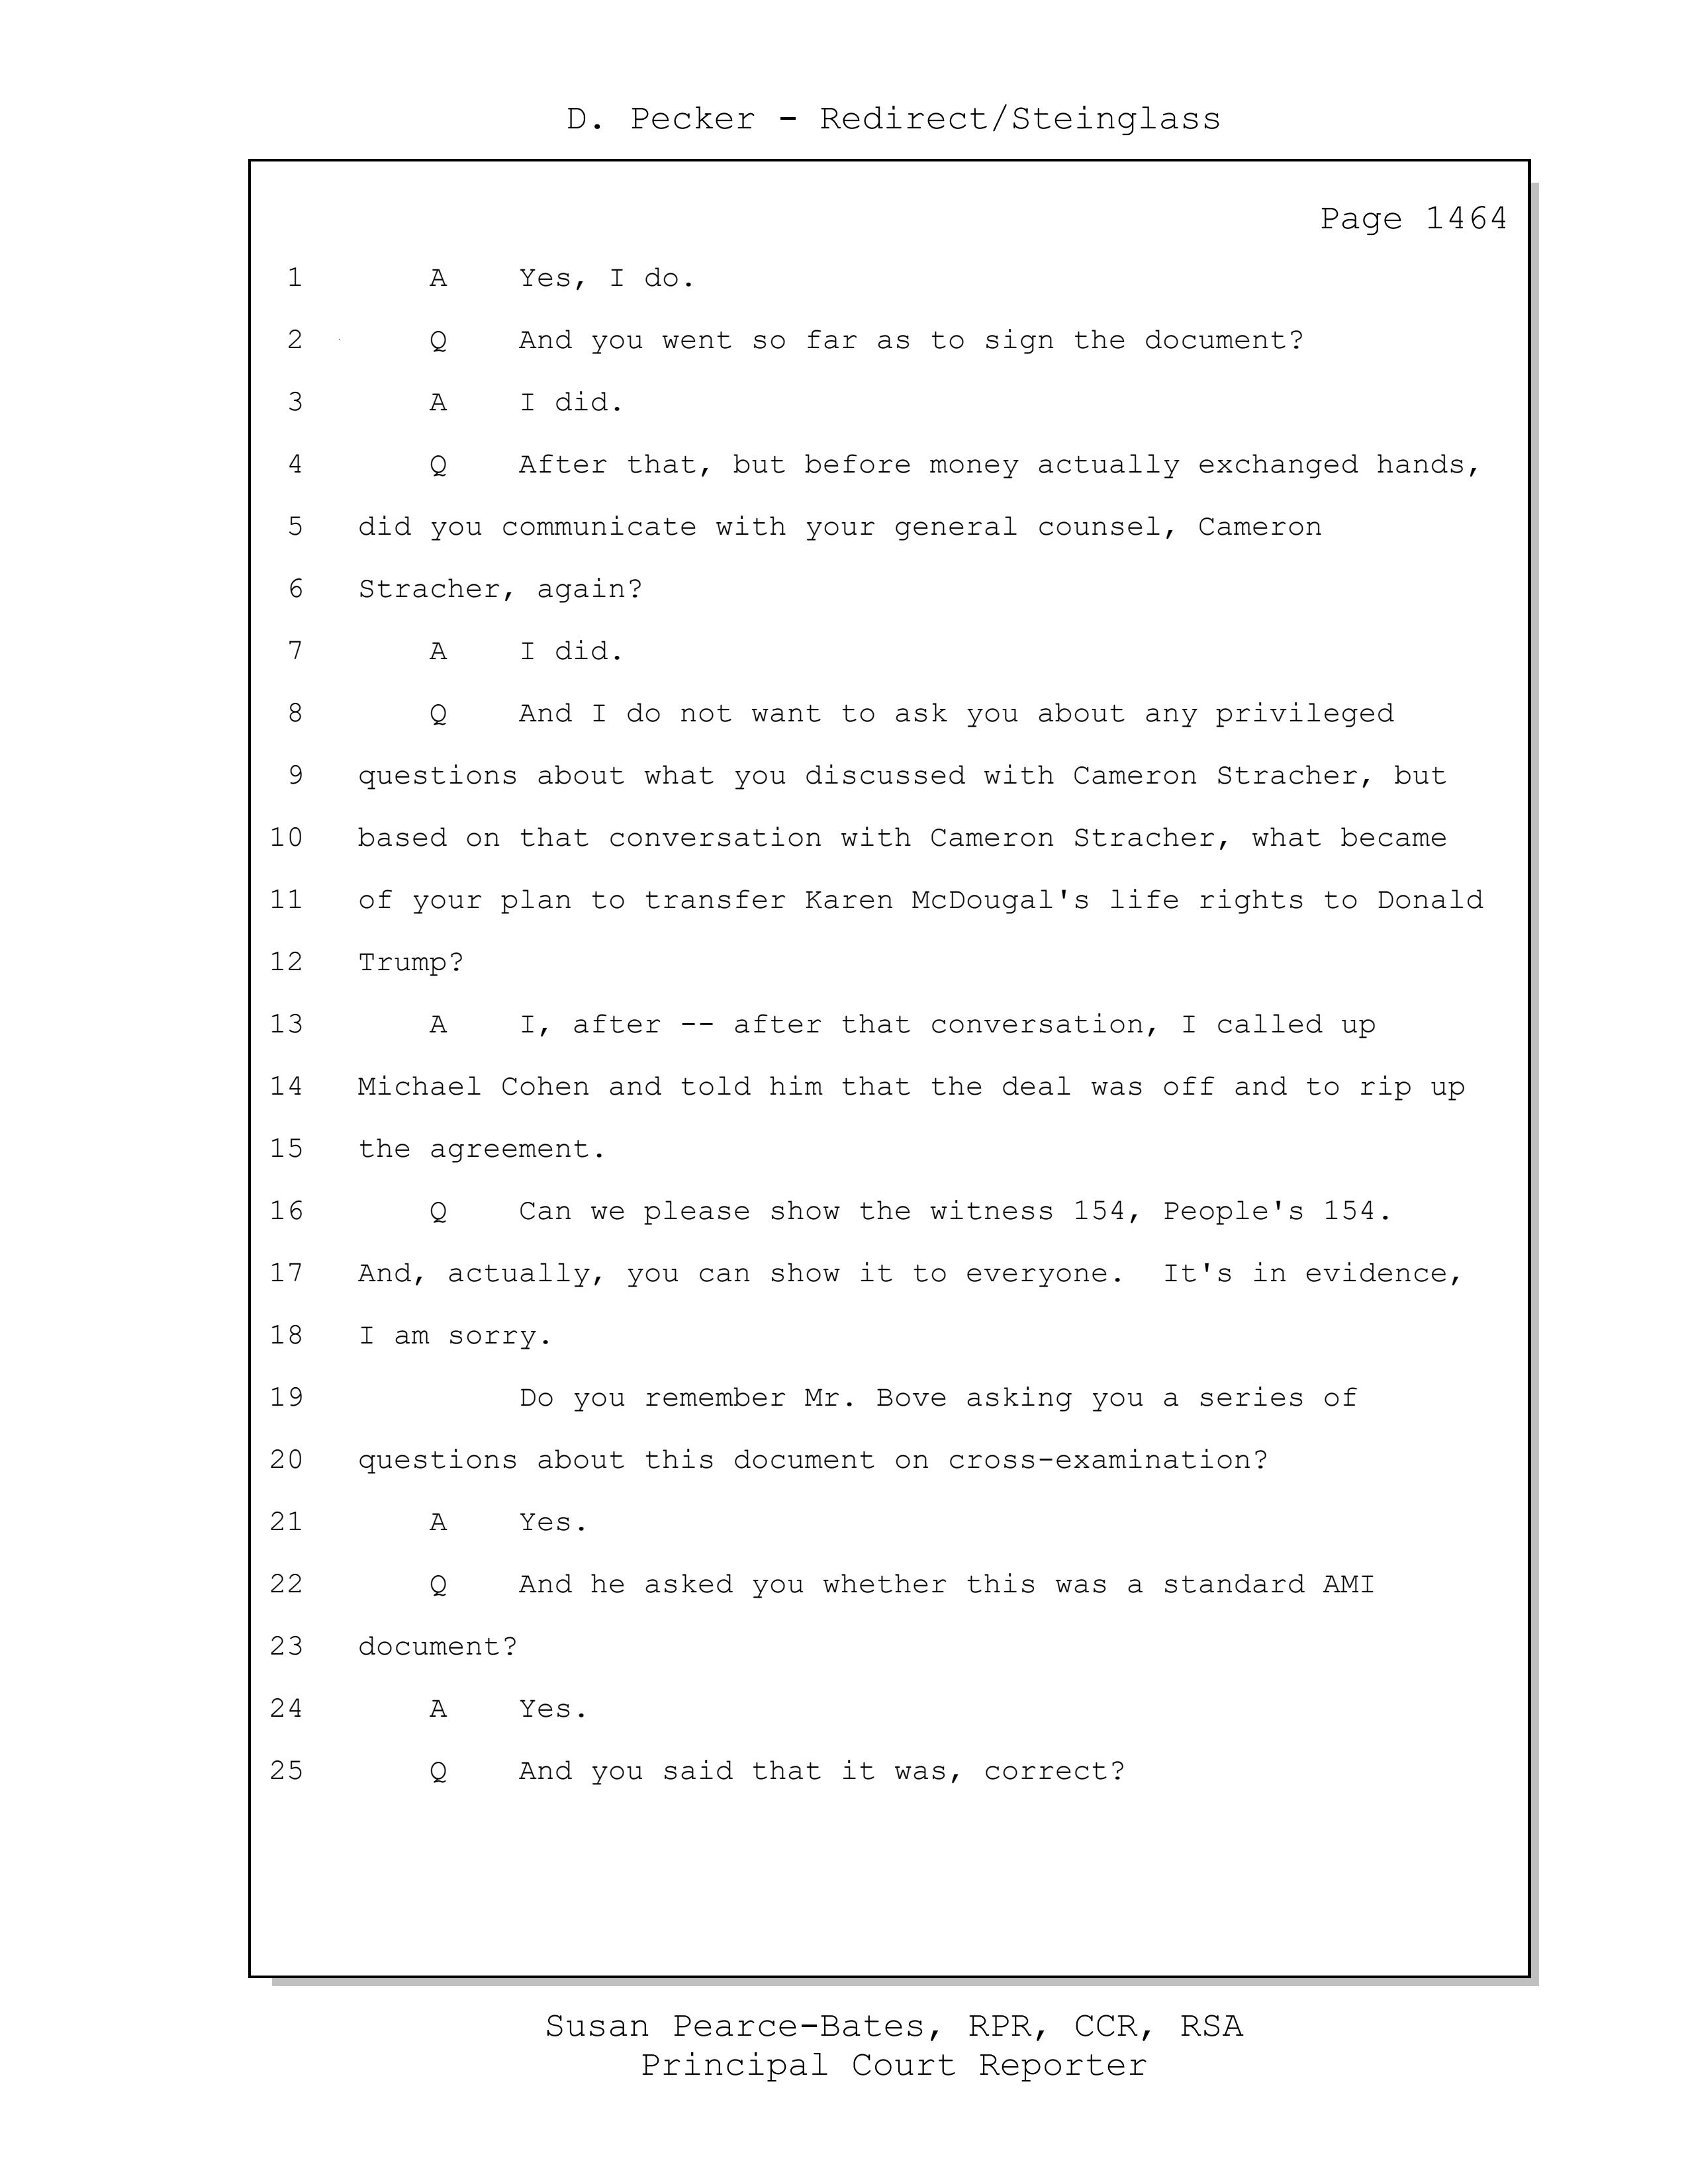 D. Pecker - Redirect/Steinglass
Page 1464
1 A Yes, I do.
2 Q And you went so far as to sign the document?
3 A I did.
4 Q After that, but before money actually exchanged hands,
5 did you communicate with your general counsel, Cameron
6 Stracher, again?
7 A I did.
8 Q And I do not want to ask you about any privileged
9 questions about what you discussed with Cameron Stracher, but
10 based on that conversation with Cameron Stracher, what became
11 of your plan to transfer Karen McDougal's life rights to Donald
12 Trump?
13 A I, after -- after that conversation, I called up
14 Michael Cohen and told him that the deal was off and to rip up
15 the agreement.
16 Q Can we please show the witness 154, People's 154.
17 And, actually, you can show it to everyone. It's in evidence,
18 I am sorry.
19 Do you remember Mr. Bove asking you a series of
20 questions about this document on cross-examination?
21 A Yes.
22 Q And he asked you whether this was a standard AMI
23 document?
24 A Yes.
25 Q And you said that it was, correct?
Susan Pearce-Bates, RPR, CCR, RSA
Principal Court Reporter